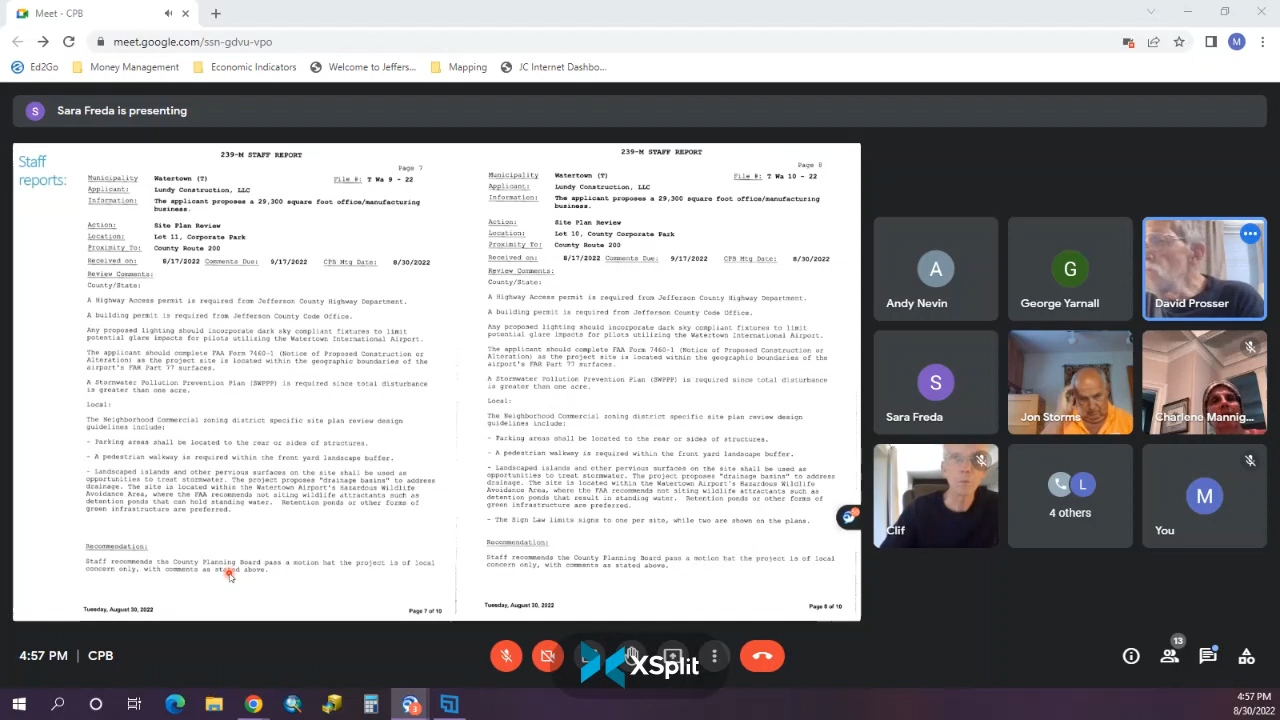 Meet - CPB
meet.google.com/ssn-gdvu-vpo
M
Ed2Go
Money Management
Economic Indicators
Welcome to Jeffers...
Mapping
JC Internet Dashbo...
S
Sara Freda is presenting
Staff
reports:
239-M STAFF REPORT
Page 7
Municipality Watertown (T) File #: T Wa 9 - 22
Applicant: Lundy Construction, LLC
Information: The applicant proposes a 29,300 square foot office/manufacturing
business.
Action: Site Plan Review
Location: Lot 11, Corporate Park
Proximity To: County Route 200
Received on: 8/17/2022 Comments Due: 9/17/2022 CPB Mtg Date: 8/30/2022
Review Comments:
County/State:
A Highway Access permit is required from Jefferson County Highway Department.
A building permit is required from Jefferson County Code Office.
Any proposed lighting should incorporate dark sky compliant fixtures to limit
potential glare impacts for pilots utilizing the Watertown International Airport.
The applicant should complete FAA Form 7460-1 (Notice of Proposed Construction or
Alteration) as the project site is located within the geographic boundaries of the
airport's FAR Part 77 surfaces.
A Stormwater Pollution Prevention Plan (SWPPP) is required since total disturbance
is greater than one acre.
Local:
The Neighborhood Commercial zoning district specific site plan review design
guidelines include:
- Parking areas shall be located to the rear or sides of structures.
- A pedestrian walkway is required within the front yard landscape buffer.
- Landscaped islands and other pervious surfaces on the site shall be used as
opportunities to treat stormwater. The project proposes "drainage basins" to address
drainage. The site is located within the Watertown Airport's Hazardous Wildlife
Avoidance Area, where the FAA recommends not siting wildlife attractants such as
detention ponds that can hold standing water. Retention ponds or other forms of
green infrastructure are preferred.
Recommendation:
Staff recommends the County Planning Board pass a motion hat the project is of local
concern only, with comments as stated above.
Tuesday, August 30, 2022
Page 7 of 10
239-M STAFF REPORT
Page 8
Municipality Watertown (T) File #: T Wa 10 - 22
Applicant: Lundy Construction, LLC
Information: The applicant proposes a 29,300 square foot office/manufacturing
business.
Action: Site Plan Review
Location: Lot 10, County Corporate Park
Proximity To: County Route 200
Received on: 8/17/2022 Comments Due: 9/17/2022 CPB Mtg Date: 8/30/2022
Review Comments:
County/State:
A Highway Access permit is required from Jefferson County Highway Department.
A building permit is required from Jefferson County Code Office.
Any proposed lighting should incorporate dark sky compliant fixtures to limit
potential glare impacts for pilots utilizing the Watertown International Airport.
The applicant should complete FAA Form 7460-1 (Notice of Proposed Construction or
Alteration) as the project site is located within the geographic boundaries of the
airport's FAR Part 77 surfaces.
A Stormwater Pollution Prevention Plan (SWPPP) is required since total disturbance
is greater than one acre.
Local:
The Neighborhood Commercial zoning district specific site plan review design
guidelines include:
- Parking areas shall be located to the rear or sides of structures.
- A pedestrian walkway is required within the front yard landscape buffer.
- Landscaped islands and other pervious surfaces on the site shall be used as
opportunities to treat stormwater. The project proposes "drainage basins" to address
drainage. The site is located within the Watertown Airport's Hazardous Wildlife
Avoidance Area, where the FAA recommends not siting wildlife attractants such as
detention ponds that result in standing water. Retention ponds or other forms of
green infrastructure are preferred.
- The Sign Law limits signs to one per site, while two are shown on the plans.
Recommendation:
Staff recommends the County Planning Board pass a motion hat the project is of local
concern only, with comments as stated above.
Tuesday, August 30, 2022
Page 8 of 10
A
Andy Nevin
G
George Yarnall
David Prosser
S
Sara Freda
Jon Storms
Charlene Mannig...
Clif
L
4 others
M
You
4:57 PM | CPB
XSplit
13
3
4:57 PM
8/30/2022